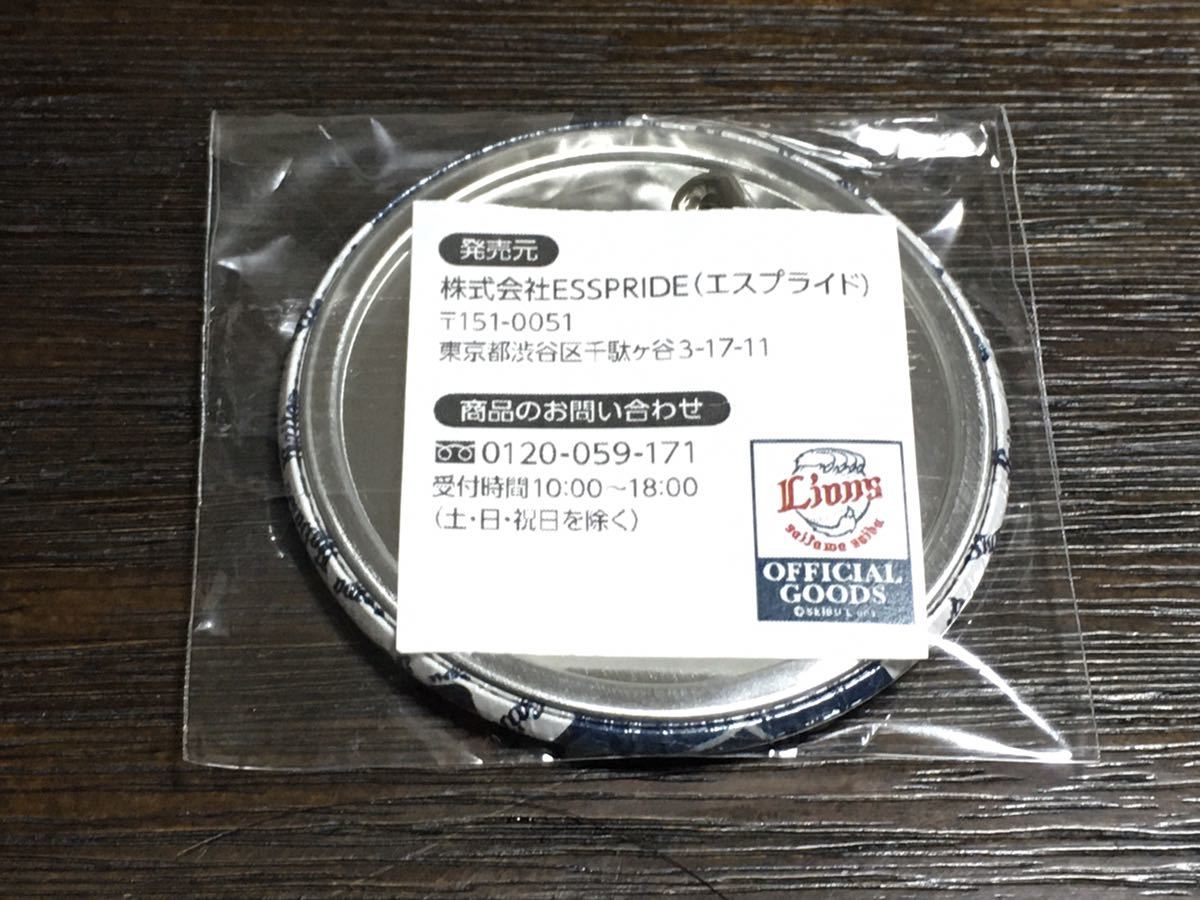 発売元
株式会社ESSPRIDE(エスプライド)
〒151-0051
東京都渋谷区千駄ヶ谷3-17-11
商品のお問い合わせ
0120-059-171
受付時間10:00～18:00
(土・日・祝日を除く)
Lions
Saitama Seibu
OFFICIAL
GOODS